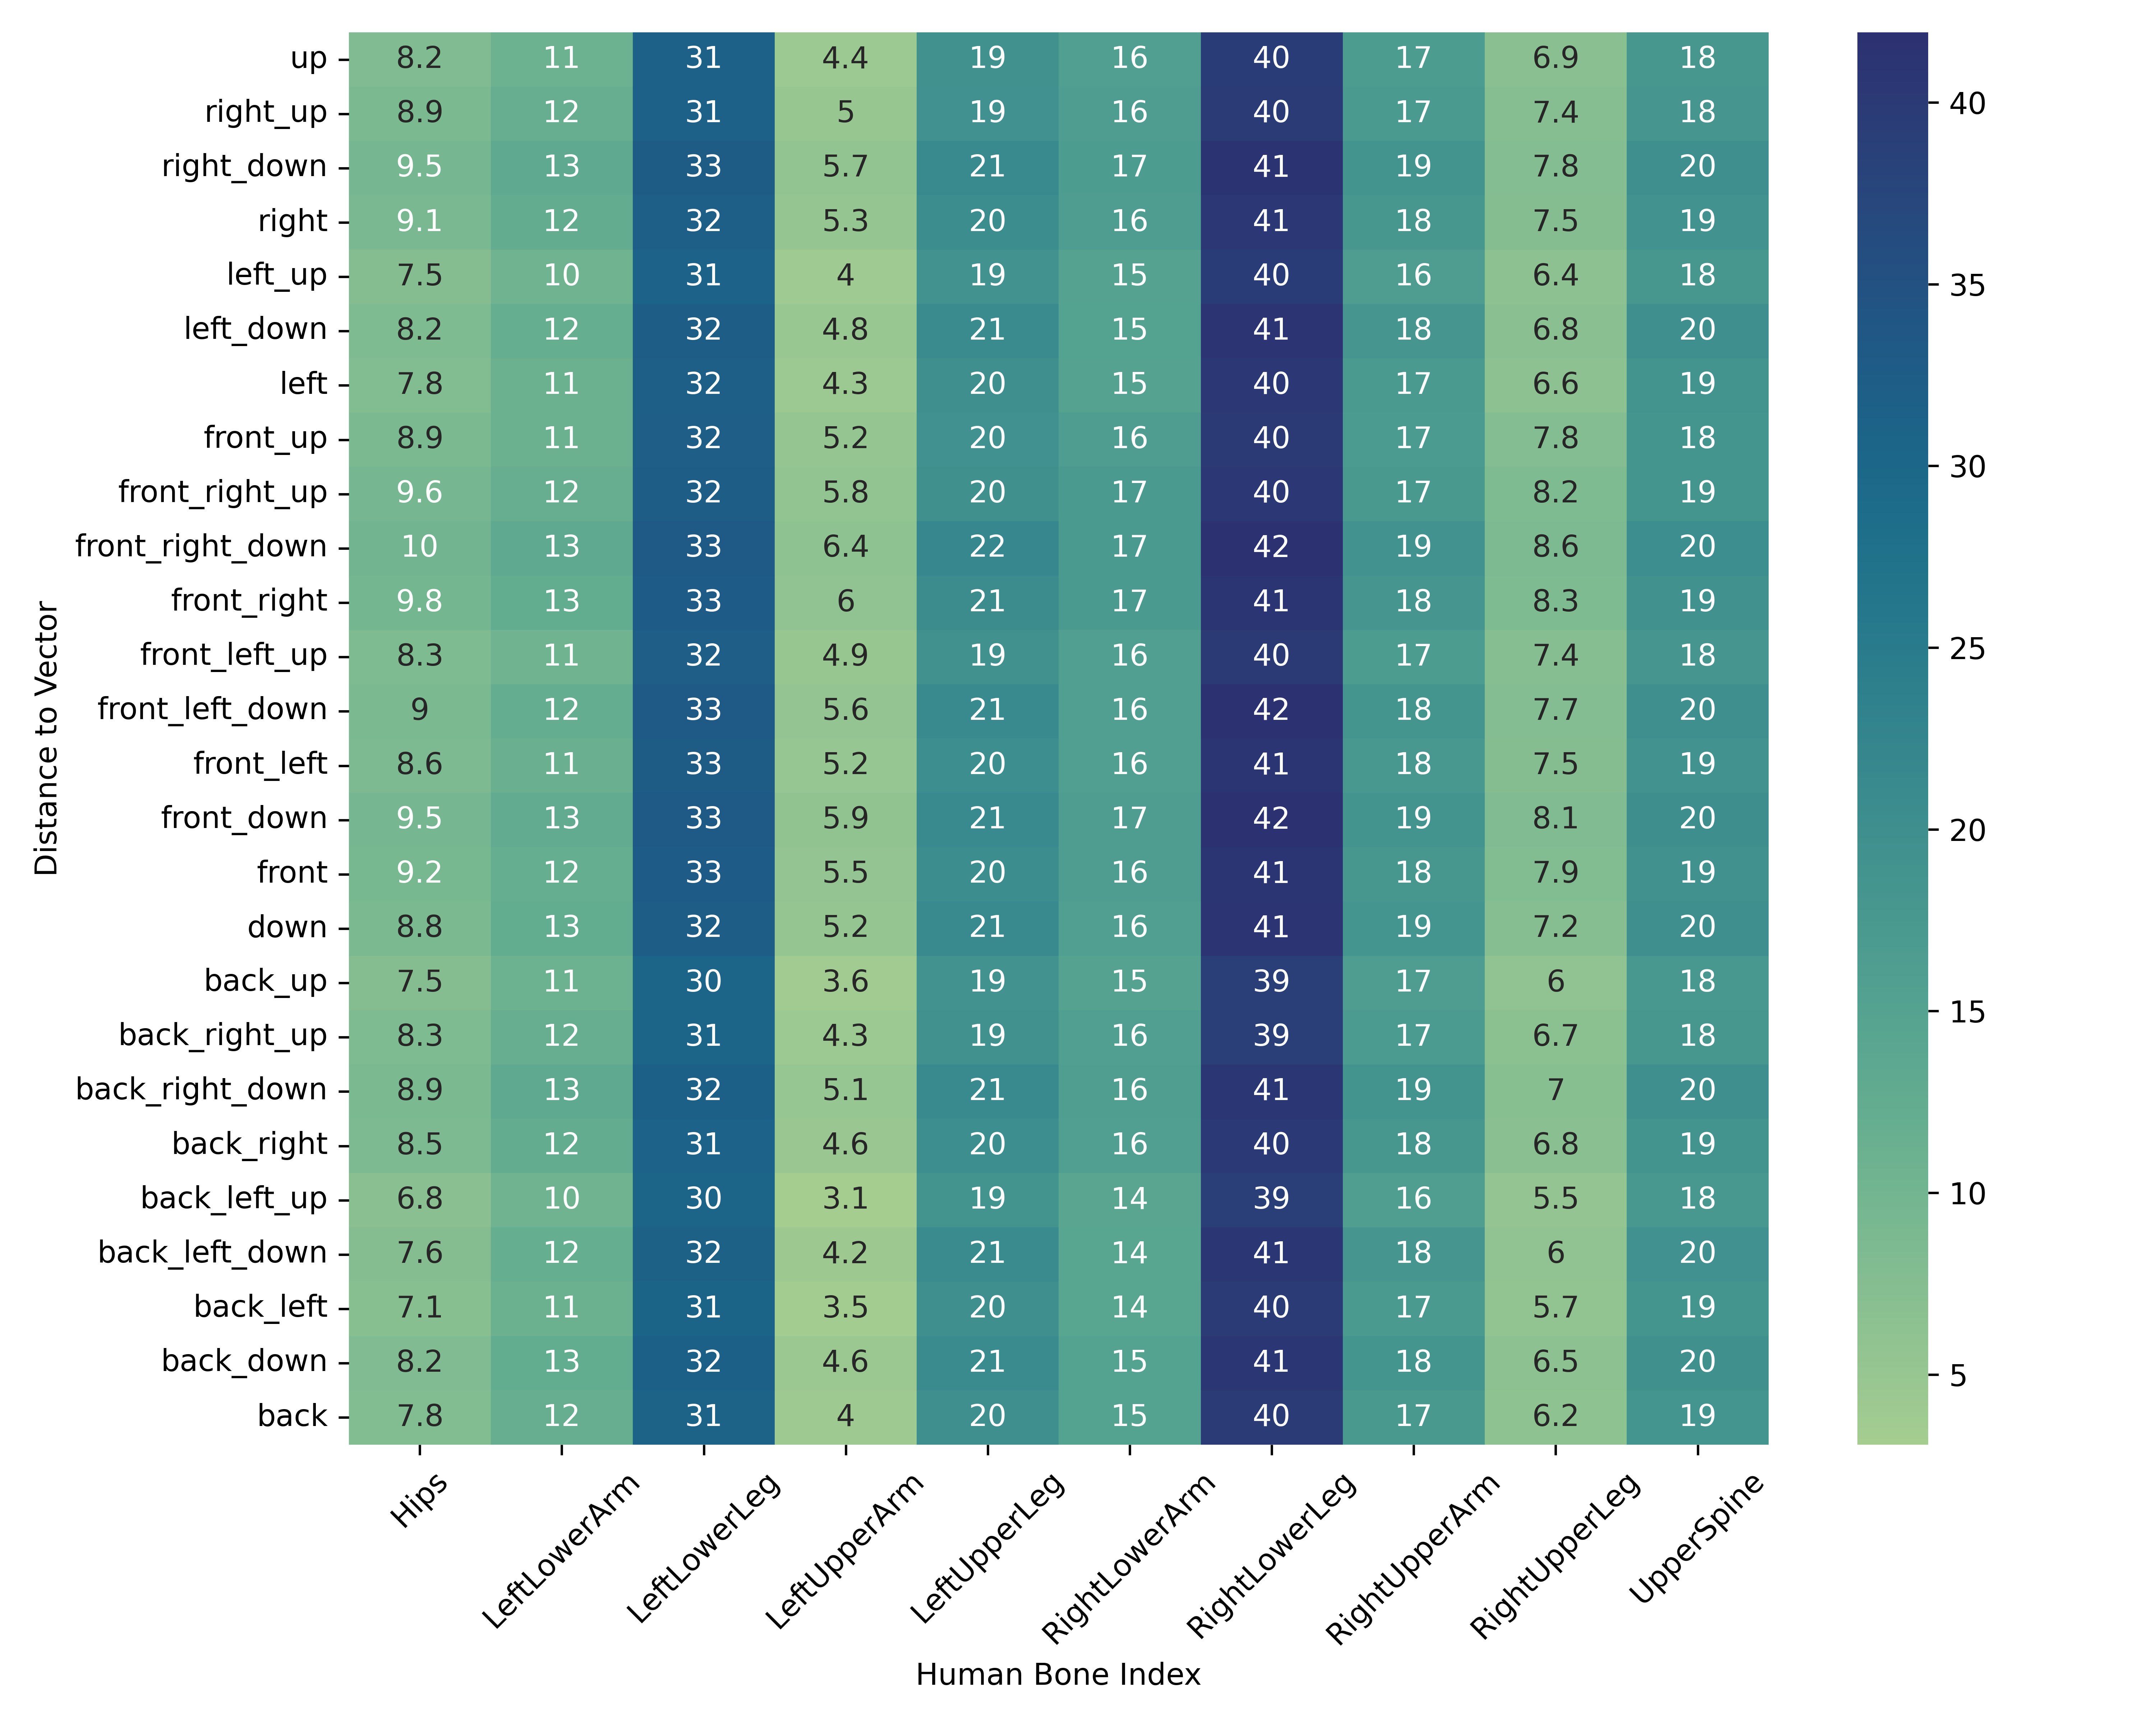 up 8.2 11 31 4.4 19 16 40 17 6.9 18
right_up 8.9 12 31 5 19 16 40 17 7.4 18
right_down 9.5 13 33 5.7 21 17 41 19 7.8 20
right 9.1 12 32 5.3 20 16 41 18 7.5 19
left_up 7.5 10 31 4 19 15 40 16 6.4 18
left_down 8.2 12 32 4.8 21 15 41 18 6.8 20
left 7.8 11 32 4.3 20 15 40 17 6.6 19
front_up 8.9 11 32 5.2 20 16 40 17 7.8 18
front_right_up 9.6 12 32 5.8 20 17 40 17 8.2 19
front_right_down 10 13 33 6.4 22 17 42 19 8.6 20
front_right 9.8 13 33 6 21 17 41 18 8.3 19
front_left_up 8.3 11 32 4.9 19 16 40 17 7.4 18
front_left_down 9 12 33 5.6 21 16 42 18 7.7 20
front_left 8.6 11 33 5.2 20 16 41 18 7.5 19
front_down 9.5 13 33 5.9 21 17 42 19 8.1 20
front 9.2 12 33 5.5 20 16 41 18 7.9 19
down 8.8 13 32 5.2 21 16 41 19 7.2 20
back_up 7.5 11 30 3.6 19 15 39 17 6 18
back_right_up 8.3 12 31 4.3 19 16 39 17 6.7 18
back_right_down 8.9 13 32 5.1 21 16 41 19 7 20
back_right 8.5 12 31 4.6 20 16 40 18 6.8 19
back_left_up 6.8 10 30 3.1 19 14 39 16 5.5 18
back_left_down 7.6 12 32 4.2 21 14 41 18 6 20
back_left 7.1 11 31 3.5 20 14 40 17 5.7 19
back_down 8.2 13 32 4.6 21 15 41 18 6.5 20
back 7.8 12 31 4 20 15 40 17 6.2 19
Distance to Vector
Hips LeftLowerArm LeftLowerLeg LeftUpperArm LeftUpperLeg RightLowerArm RightLowerLeg RightUpperArm RightUpperLeg UpperSpine
Human Bone Index
40
35
30
25
20
15
10
5